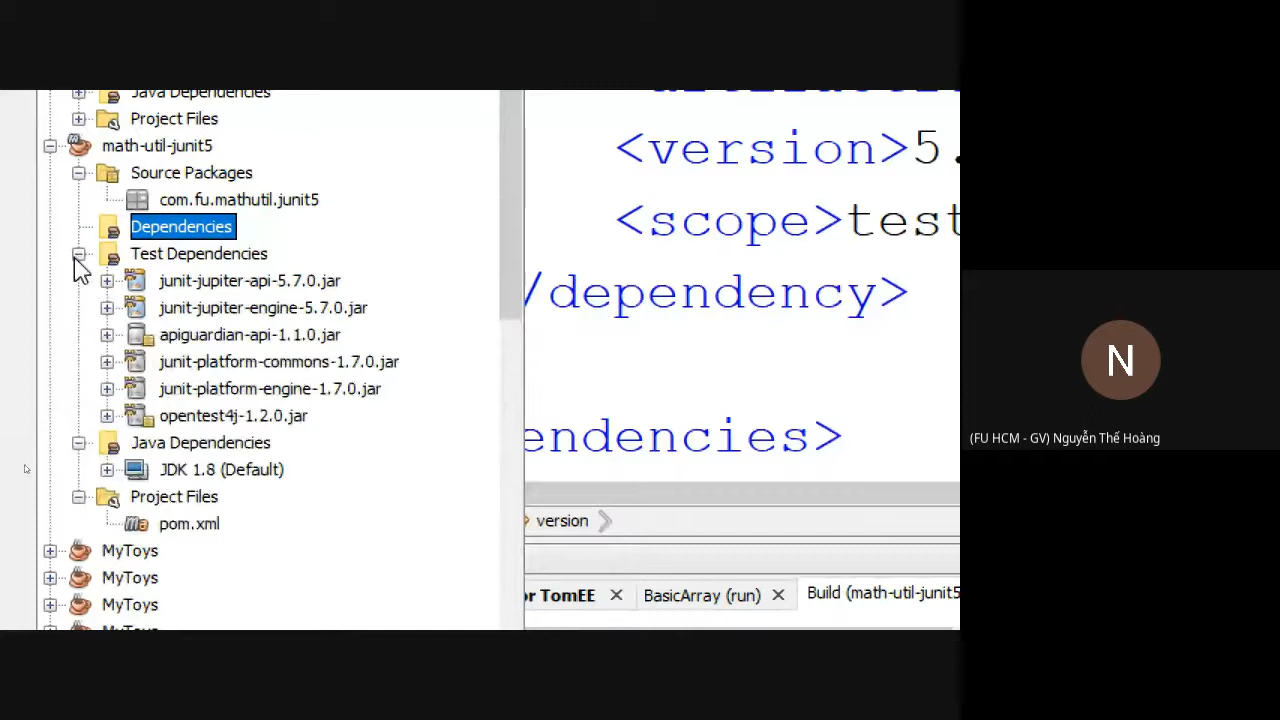 Java Dependencies
Project Files
math-util-junit5
Source Packages
com.fu.mathutil.junit5
Dependencies
Test Dependencies
junit-jupiter-api-5.7.0.jar
junit-jupiter-engine-5.7.0.jar
apiguardian-api-1.1.0.jar
junit-platform-commons-1.7.0.jar
junit-platform-engine-1.7.0.jar
opentest4j-1.2.0.jar
Java Dependencies
JDK 1.8 (Default)
Project Files
pom.xml
MyToys
MyToys
MyToys
<version>5.
<scope>test
/dependency>
endencies>
version
or TomEE
BasicArray (run)
Build (math-util-junit5
N
(FU HCM - GV) Nguyễn Thế Hoàng